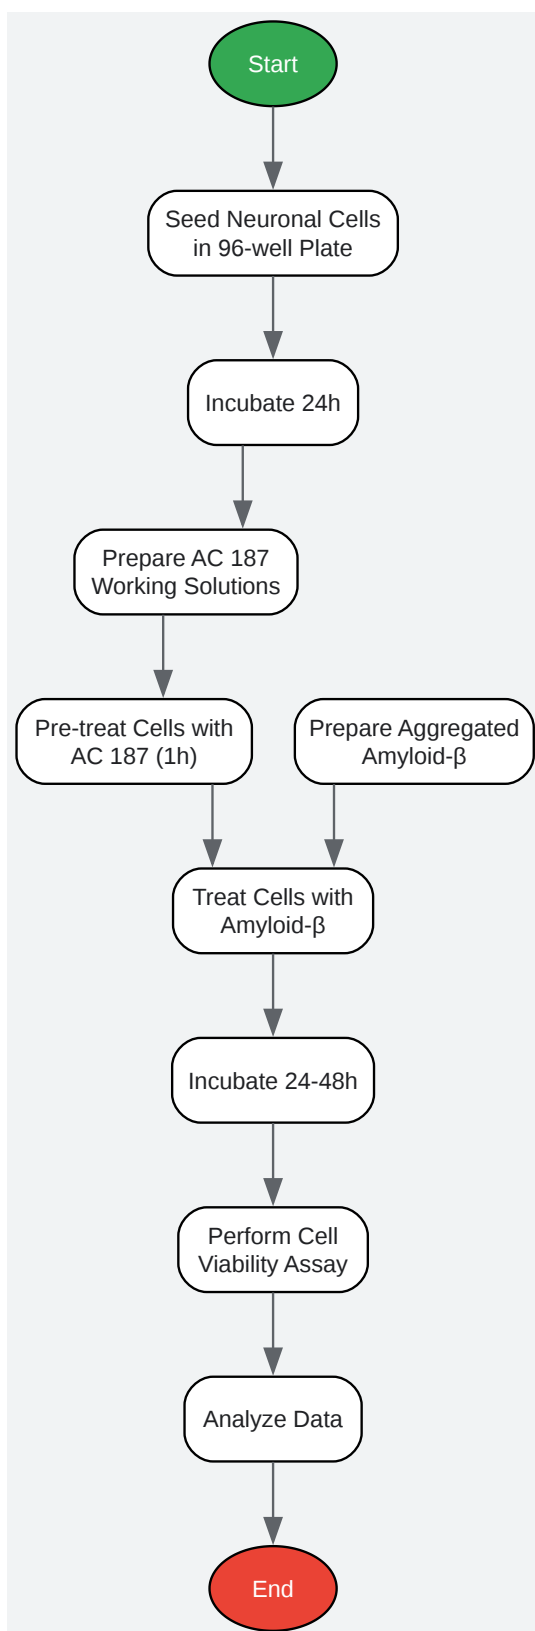 Start
Seed Neuronal Cells
in 96-well Plate
Incubate 24h
Prepare AC 187
Working Solutions
Pre-treat Cells with
AC 187 (1h)
Prepare Aggregated
Amyloid-β
Treat Cells with
Amyloid-β
Incubate 24-48h
Perform Cell
Viability Assay
Analyze Data
End